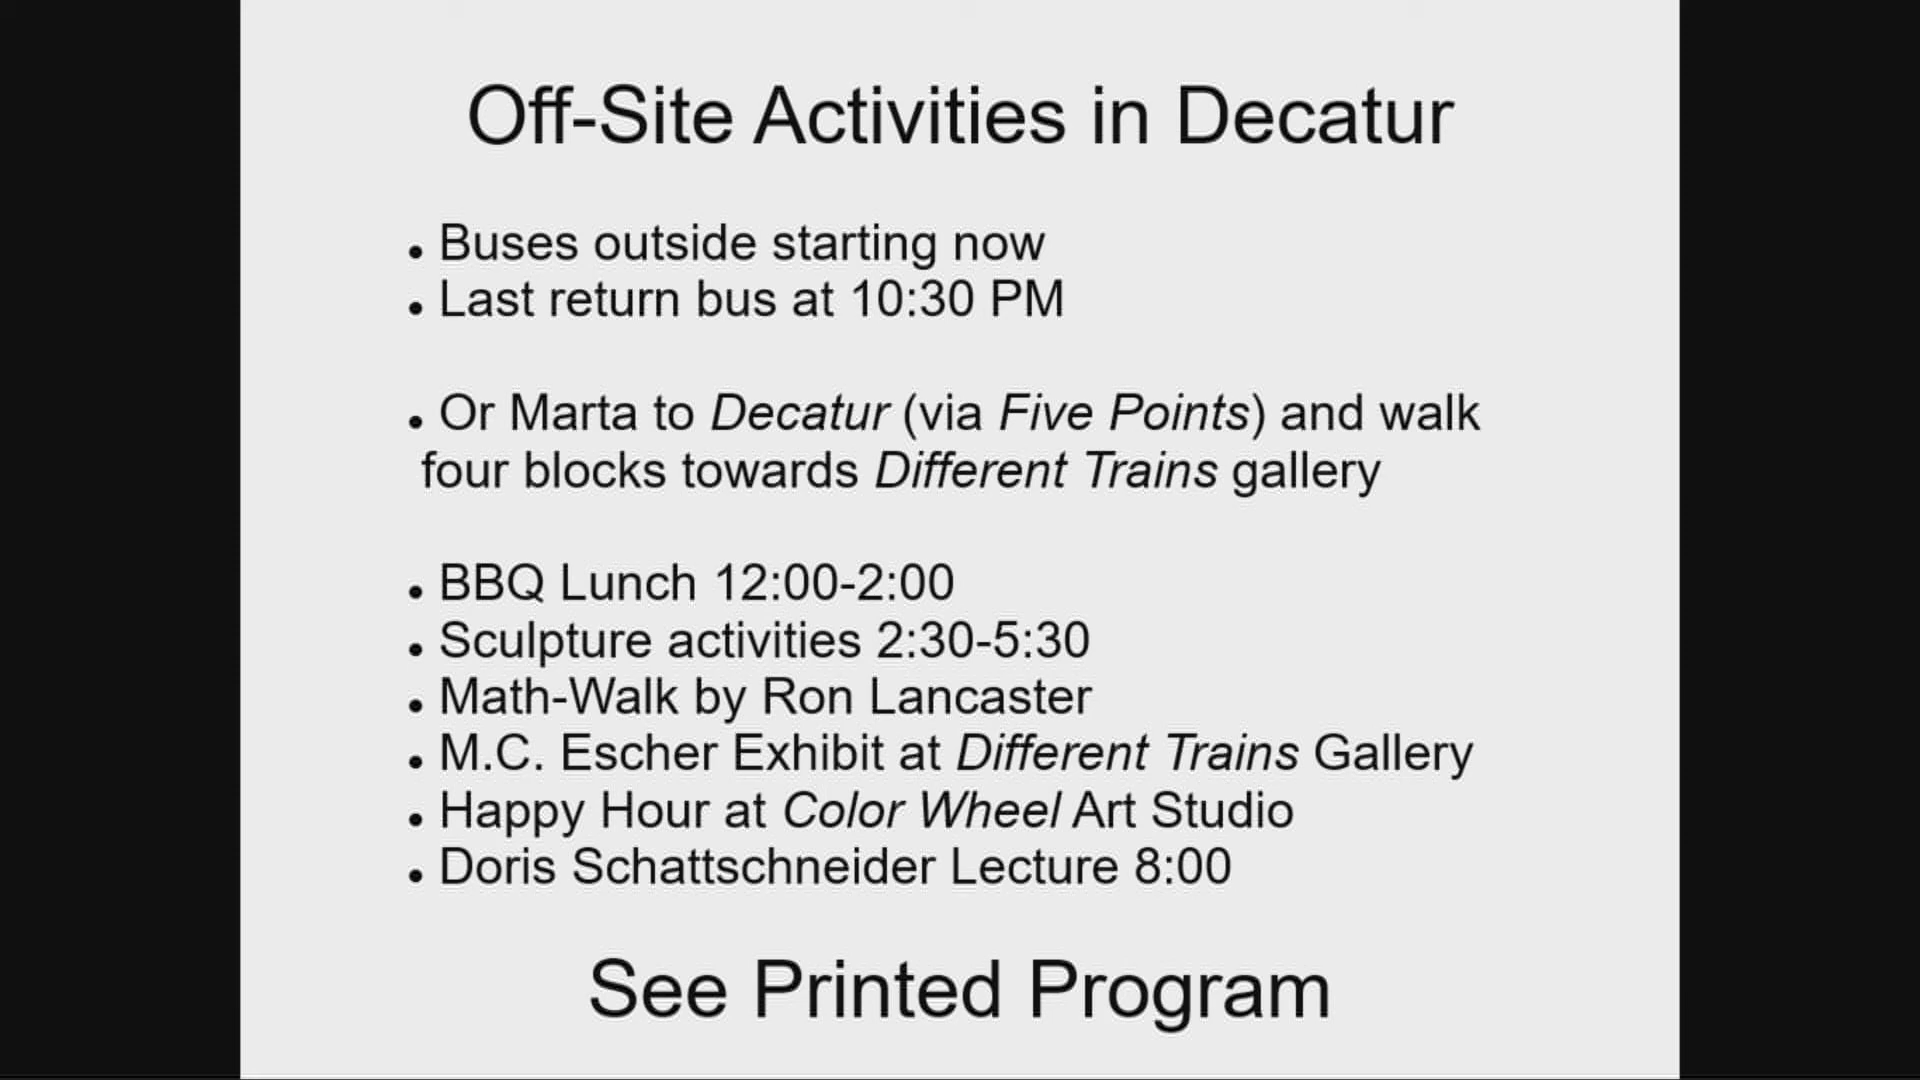 Off-Site Activities in Decatur
• Buses outside starting now
• Last return bus at 10:30 PM
• Or Marta to Decatur (via Five Points) and walk
four blocks towards Different Trains gallery
• BBQ Lunch 12:00-2:00
• Sculpture activities 2:30-5:30
• Math-Walk by Ron Lancaster
• M.C. Escher Exhibit at Different Trains Gallery
• Happy Hour at Color Wheel Art Studio
• Doris Schattschneider Lecture 8:00
See Printed Program